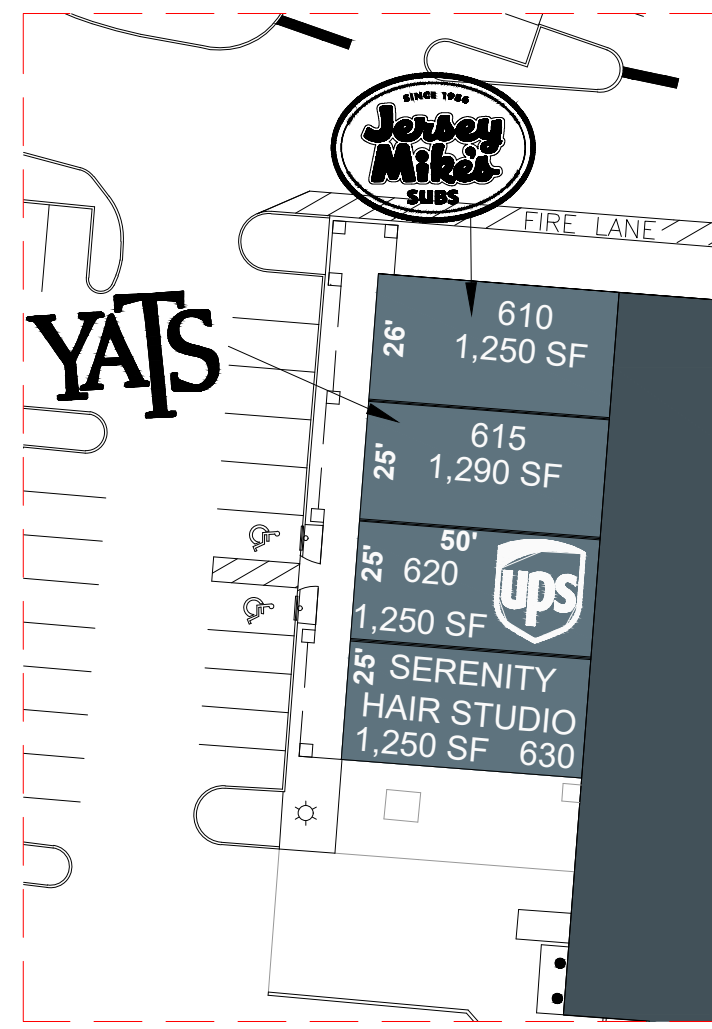 SINCE 1956
Jersey
Mike's
SUBS
FIRE LANE
YATS
26'
610
1,250 SF
25'
615
1,290 SF
25'
50'
620
ups
1,250 SF
25'
SERENITY
HAIR STUDIO
1,250 SF 630